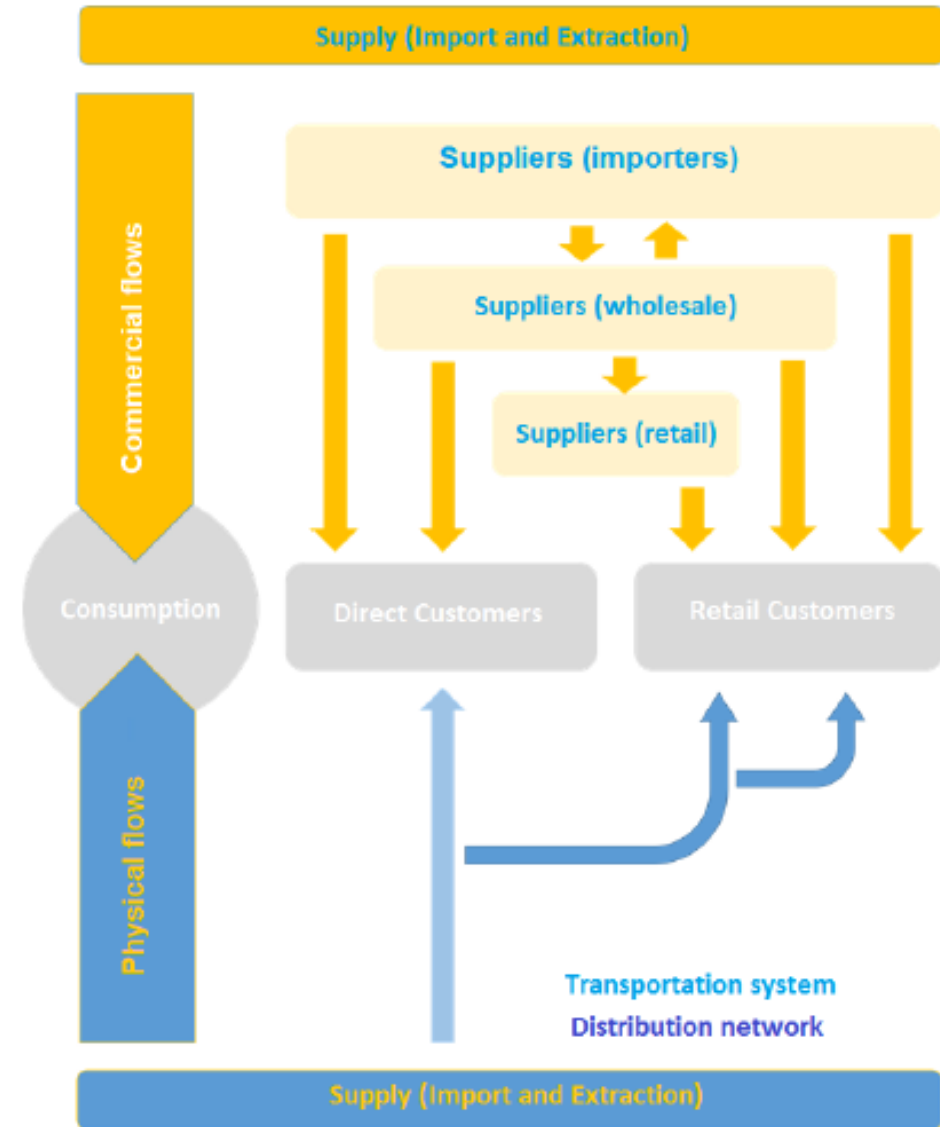 Supply (Import and Extraction)
Commercial flows
Suppliers (importers)
Suppliers (wholesale)
Suppliers (retail)
Consumption
Direct Customers
Retail Customers
Physical flows
Transportation system
Distribution network
Supply (Import and Extraction)